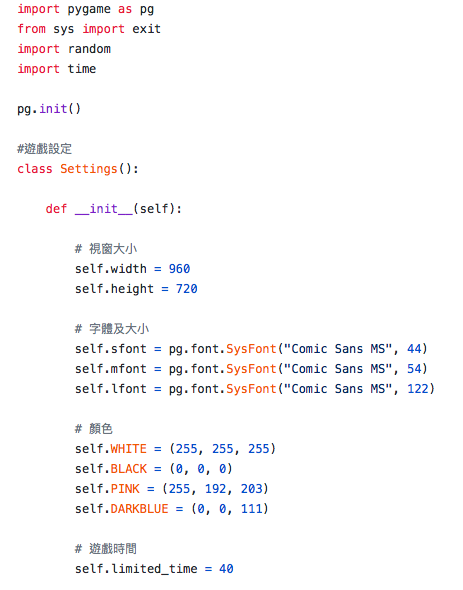 import pygame as pg
from sys import exit
import random
import time
pg.init()
#遊戲設定
class Settings():
def __init__(self):
# 視窗大小
self.width = 960
self.height = 720
# 字體及大小
self.sfont = pg.font.SysFont("Comic Sans MS", 44)
self.mfont = pg.font.SysFont("Comic Sans MS", 54)
self.lfont = pg.font.SysFont("Comic Sans MS", 122)
# 顏色
self.WHITE = (255, 255, 255)
self.BLACK = (0, 0, 0)
self.PINK = (255, 192, 203)
self.DARKBLUE = (0, 0, 111)
# 遊戲時間
self.limited_time = 40